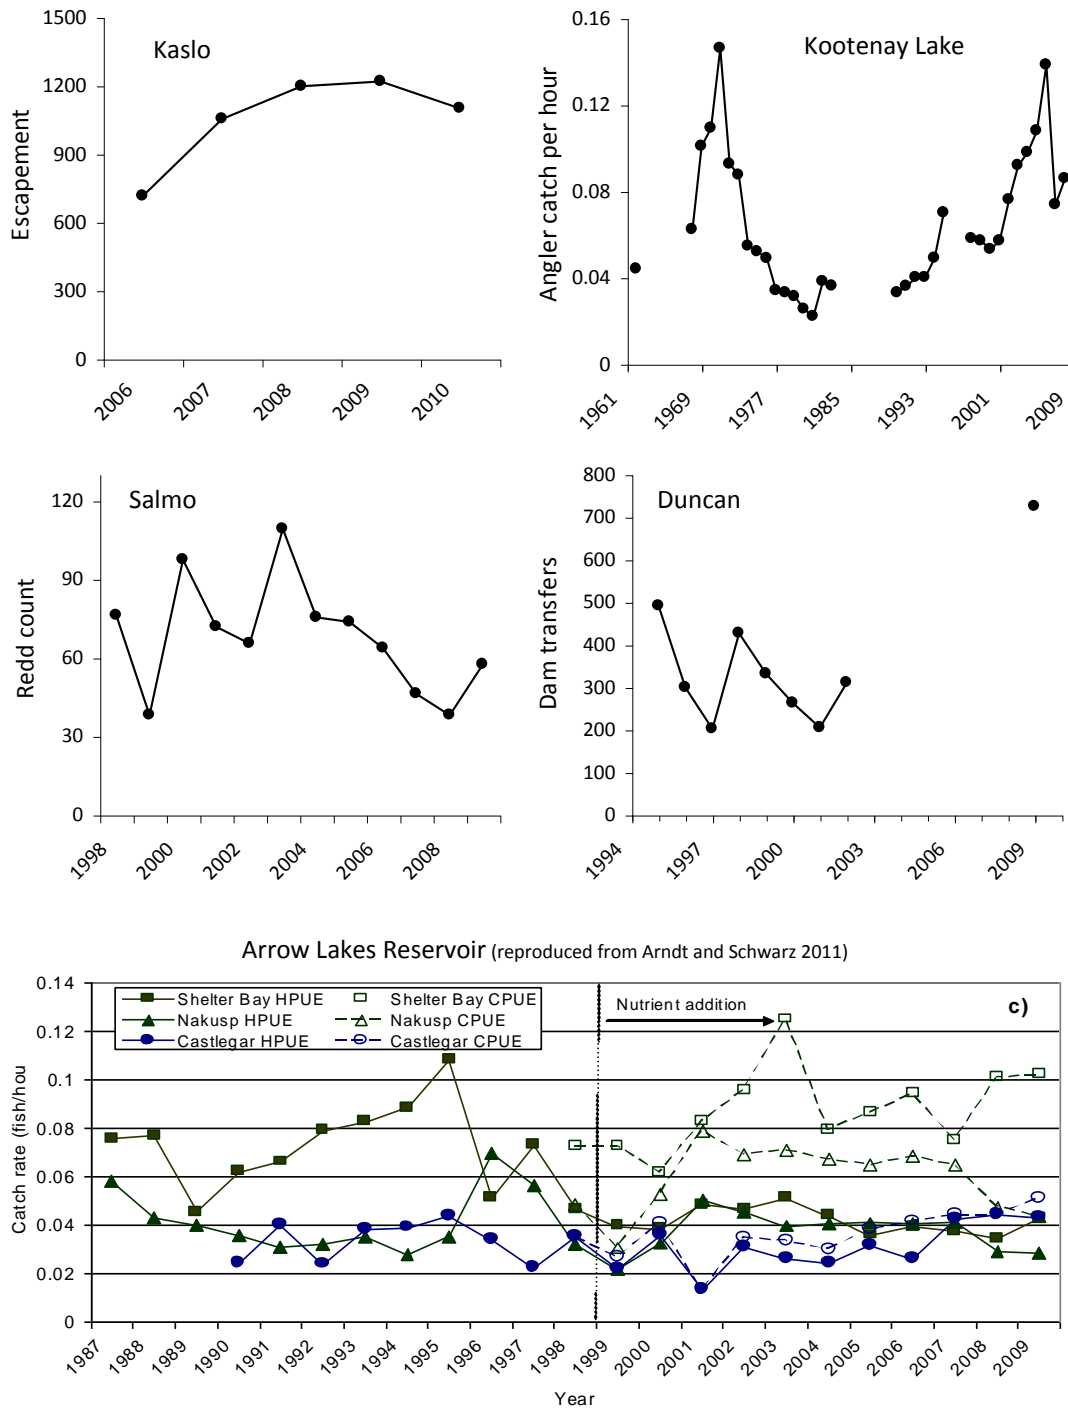 Kaslo
Escapement
1500
1200
900
600
300
0
2006 2007 2008 2009 2010
Kootenay Lake
Angler catch per hour
0.16
0.12
0.08
0.04
0
1961 1969 1977 1985 1993 2001 2009
Salmo
Redd count
120
90
60
30
0
1998 2000 2002 2004 2006 2008
Duncan
Dam transfers
800
700
600
500
400
300
200
100
0
1994 1997 2000 2003 2006 2009
Arrow Lakes Reservoir (reproduced from Arndt and Schwarz 2011)
Catch rate (fish/hou
0.14
0.12
0.1
0.08
0.06
0.04
0.02
0
Shelter Bay HPUE Shelter Bay CPUE
Nakusp HPUE Nakusp CPUE
Castlegar HPUE Castlegar CPUE
Nutrient addition
c)
1987 1988 1989 1990 1991 1992 1993 1994 1995 1996 1997 1998 1999 2000 2001 2002 2003 2004 2005 2006 2007 2008 2009
Year